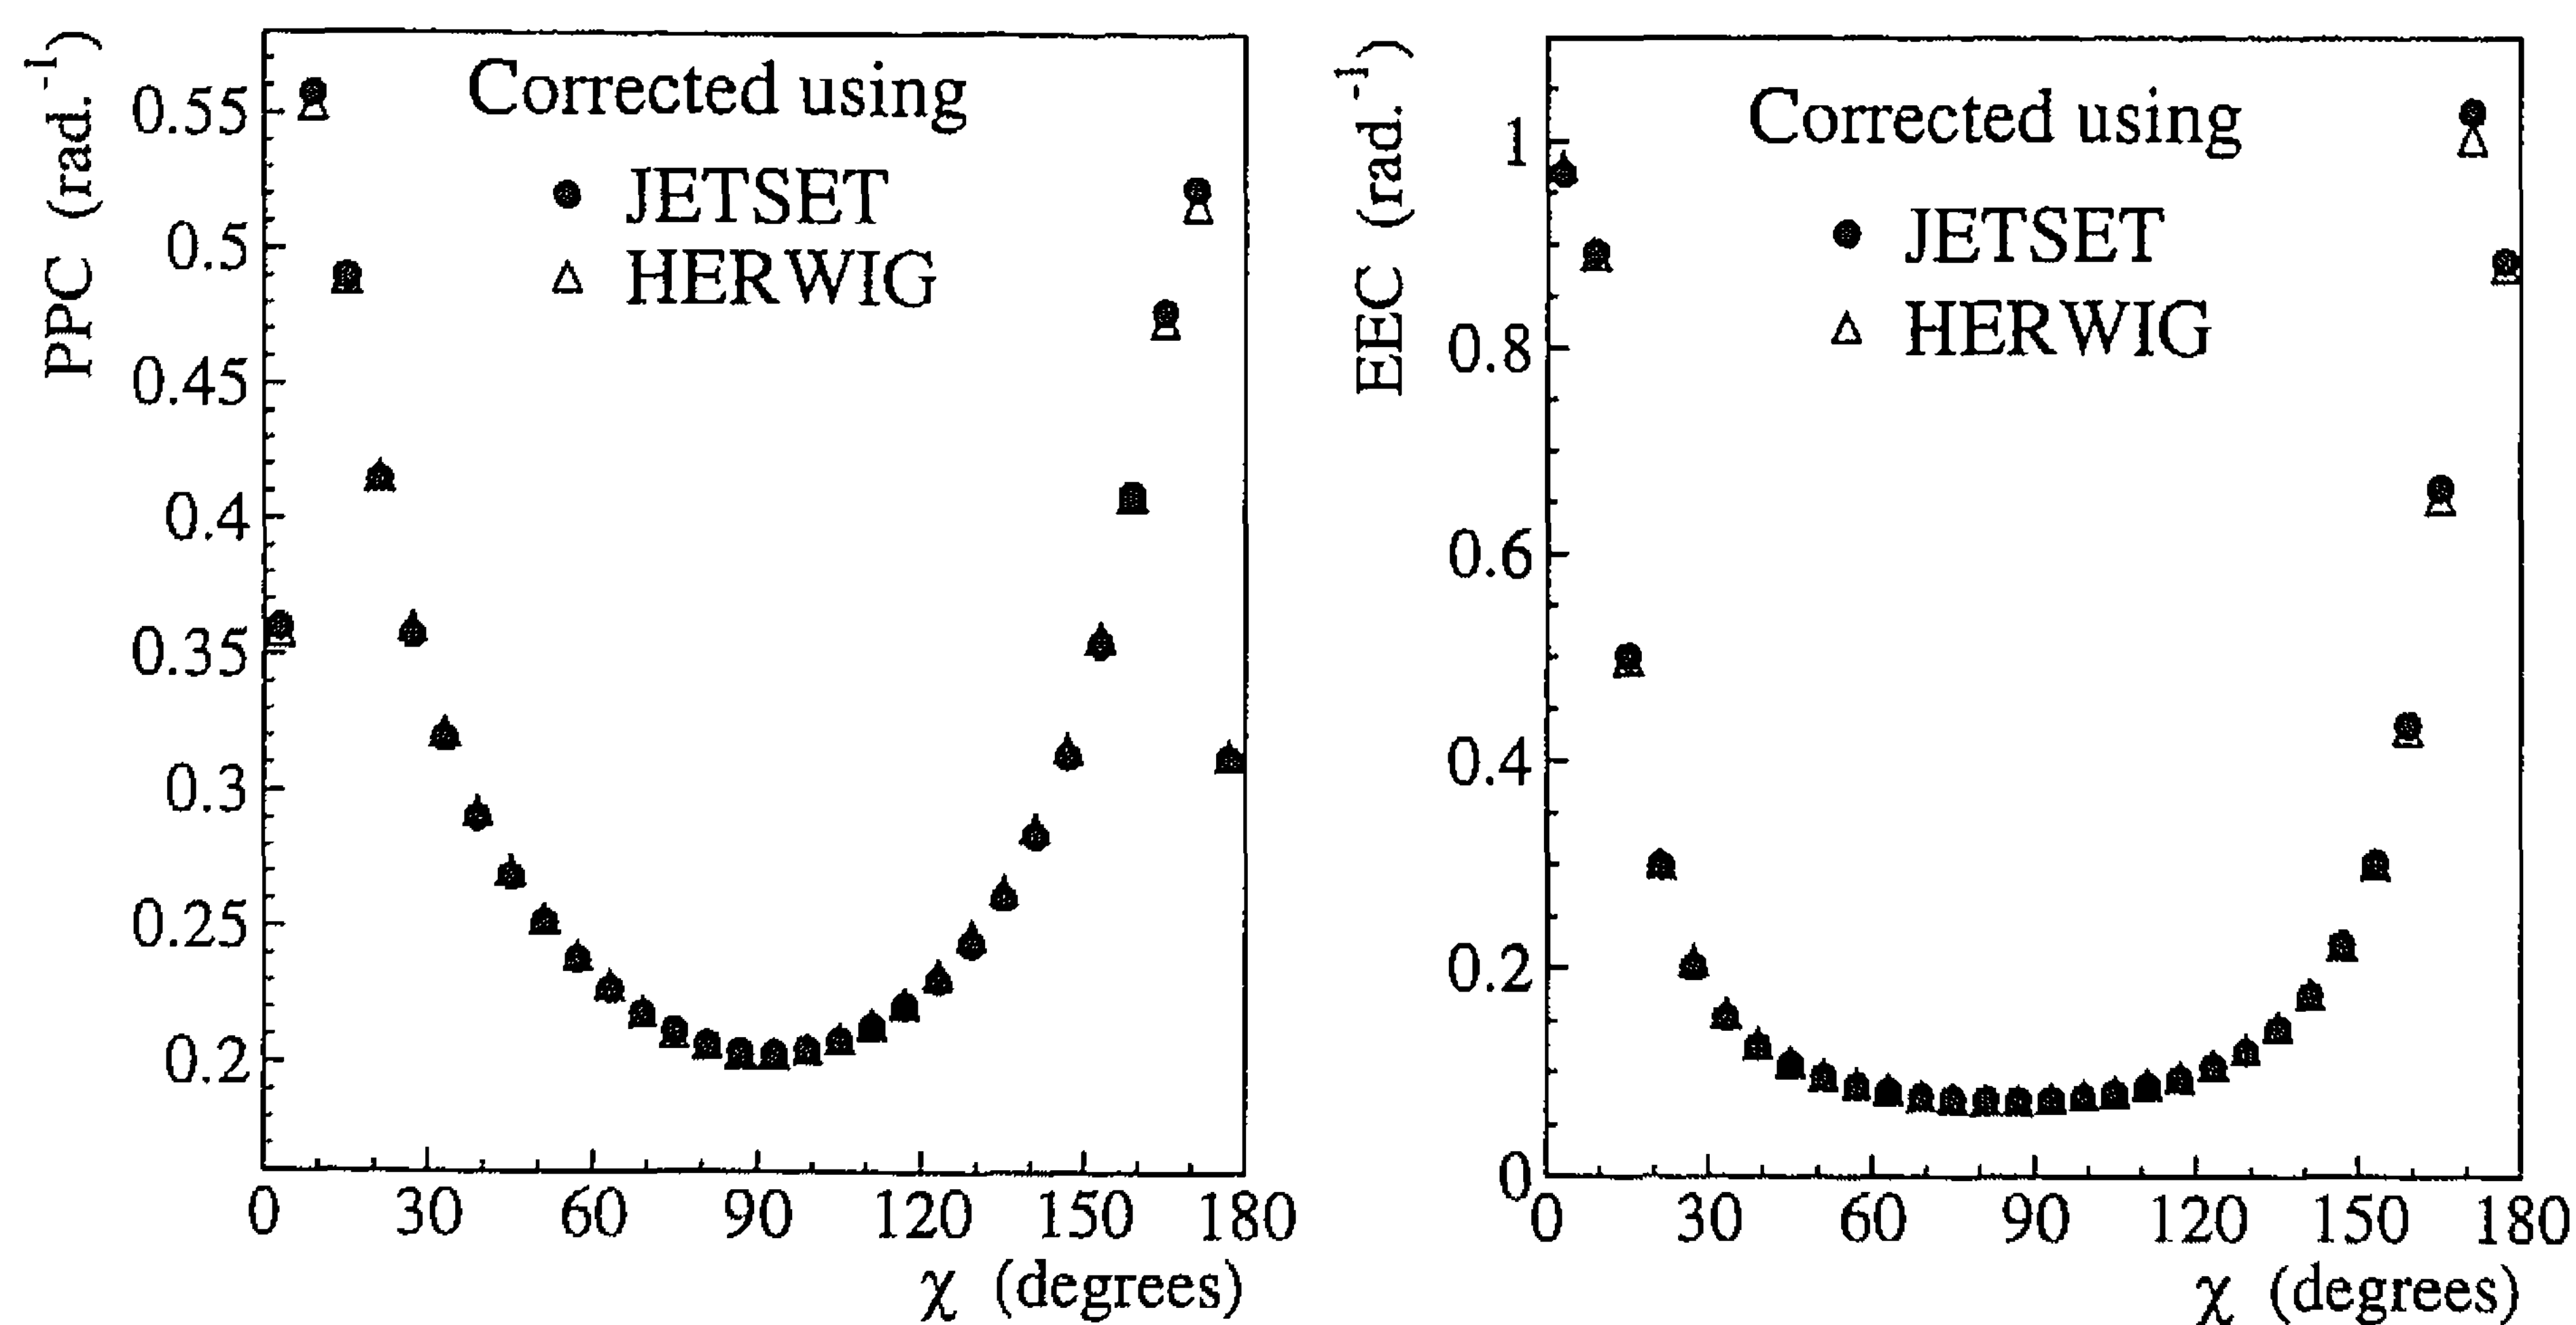 PPC (rad.⁻¹)
Corrected using
JETSET
HERWIG
0.55
0.5
0.45
0.4
0.35
0.3
0.25
0.2
0 30 60 90 120 150 180
χ (degrees)
EEC (rad.⁻¹)
Corrected using
JETSET
HERWIG
1
0.8
0.6
0.4
0.2
0
0 30 60 90 120 150 180
χ (degrees)